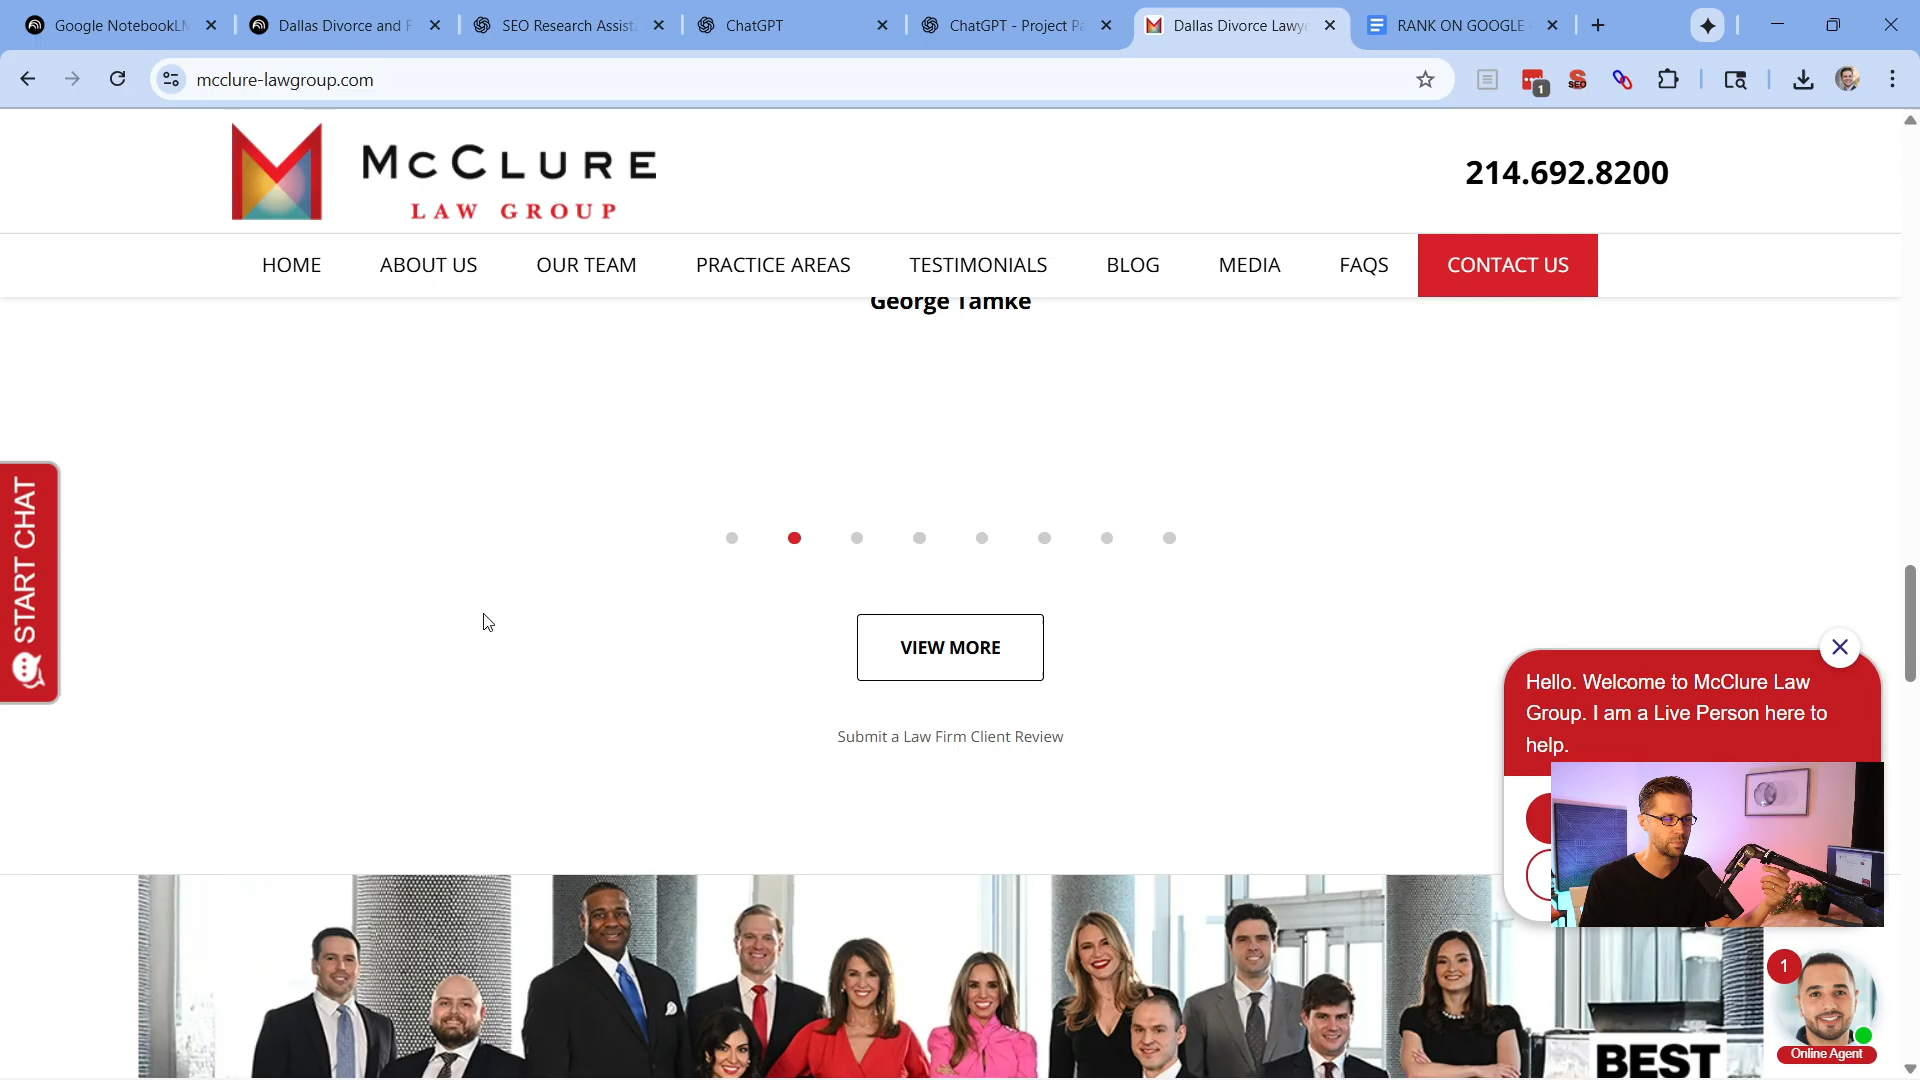 Google NotebookLM
Dallas Divorce and F
SEO Research Assist
ChatGPT
ChatGPT - Project Pa
Dallas Divorce Lawye
RANK ON GOOGLE
mcclure-lawgroup.com
1
SEO
McCLURE
LAW GROUP
214.692.8200
HOME
ABOUT US
OUR TEAM
PRACTICE AREAS
TESTIMONIALS
BLOG
MEDIA
FAQS
CONTACT US
George Tamke
START CHAT
VIEW MORE
Submit a Law Firm Client Review
Hello. Welcome to McClure Law
Group. I am a Live Person here to
help.
1
Online Agent
BEST